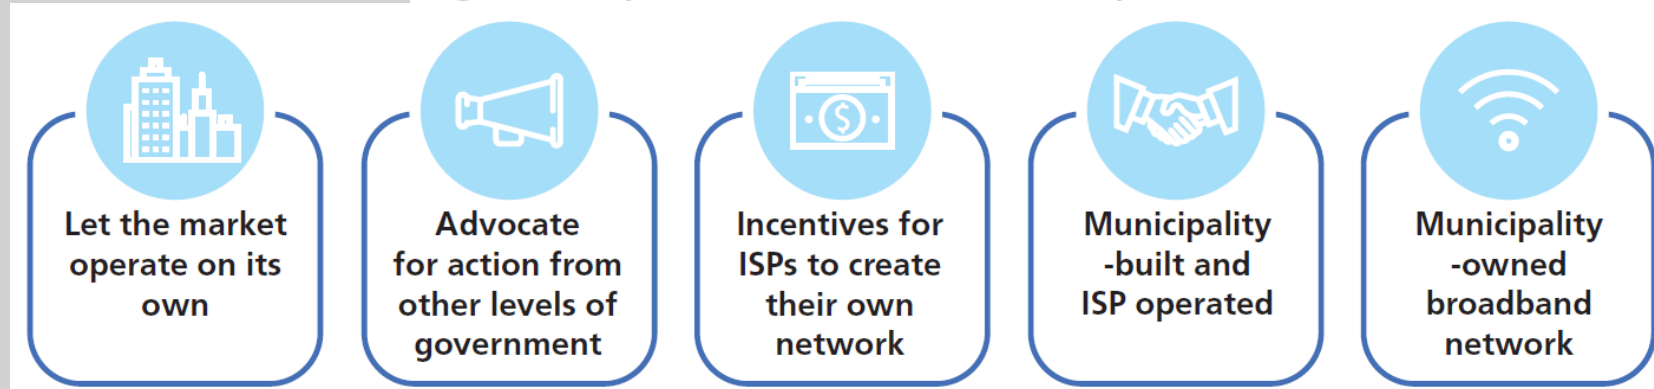 Let the market
operate on its
own
Advocate
for action from
other levels of
government
Incentives for
ISPs to create
their own
network
Municipality
-built and
ISP operated
Municipality
-owned
broadband
network